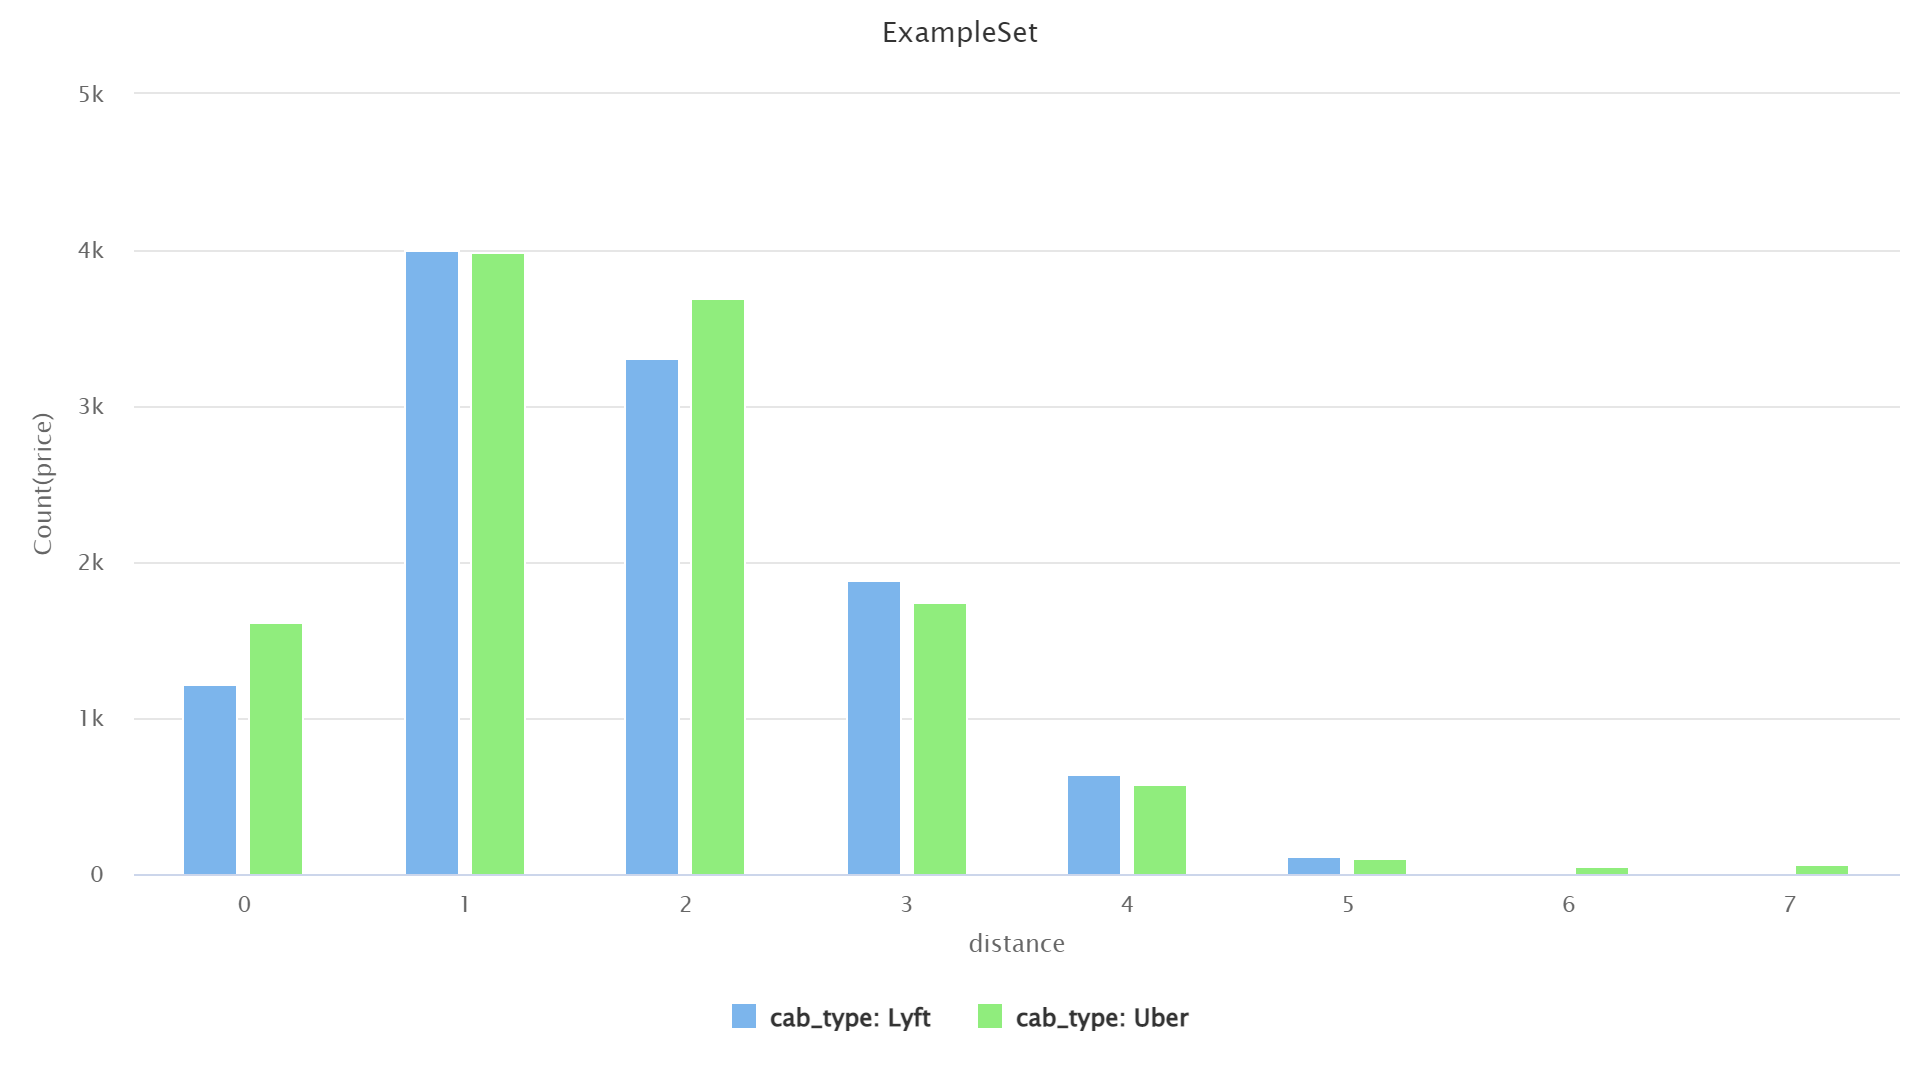 ExampleSet
5k
4k
3k
2k
1k
0
Count(price)
0 1 2 3 4 5 6 7
distance
cab_type: Lyft cab_type: Uber